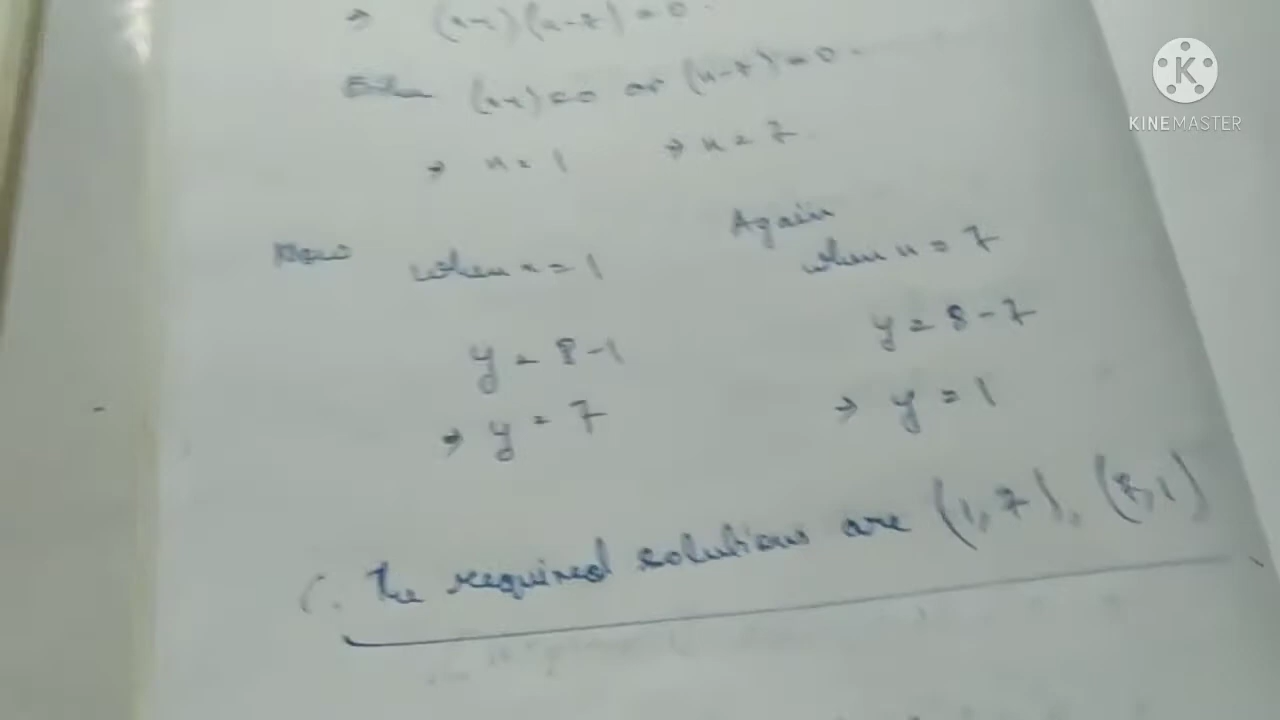 ⇒ (x-1)(x-7) = 0.
Either (x-1) = 0 or (x-7) = 0.
⇒ x = 1 ⇒ x = 7.
Now when x = 1
Again
when x = 7
y = 8 - 1
y = 8 - 7
⇒ y = 7
⇒ y = 1
∴ The required solutions are (1, 7), (7, 1)
KINEMASTER